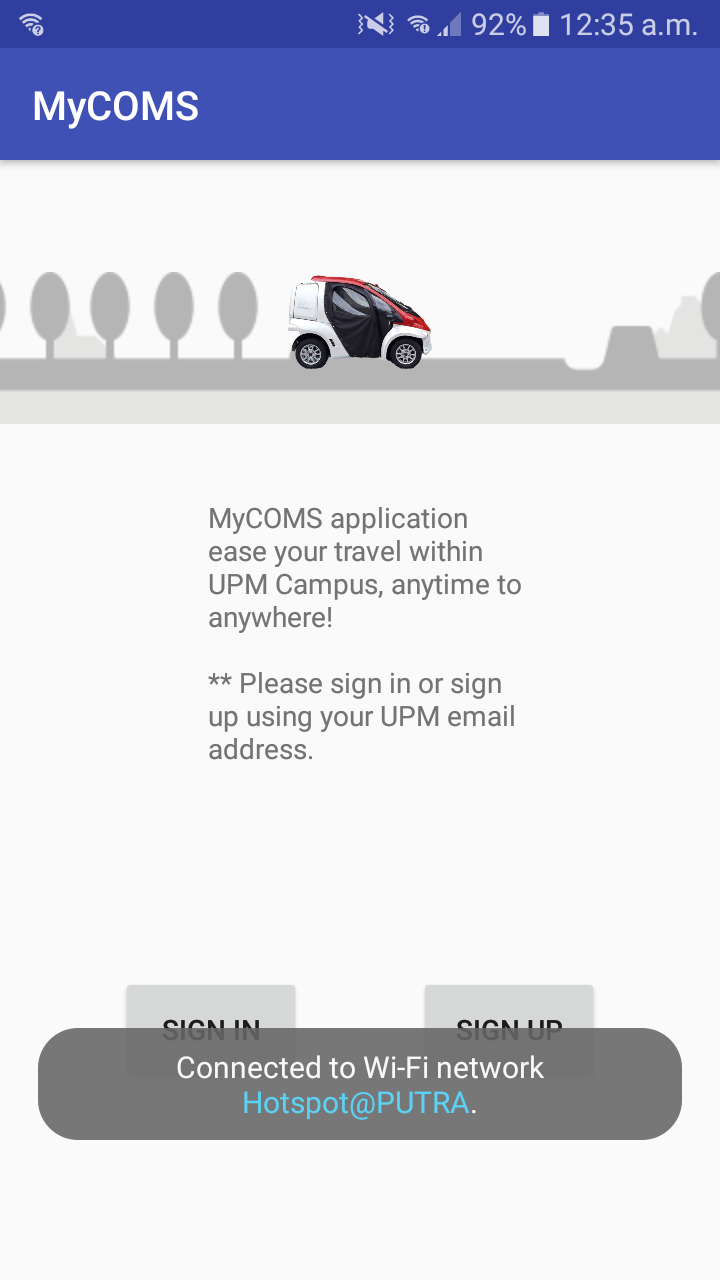 92% 12:35 a.m.
MyCOMS
MyCOMS application
ease your travel within
UPM Campus, anytime to
anywhere!
** Please sign in or sign
up using your UPM email
address.
SIGN IN SIGN UP
Connected to Wi-Fi network
Hotspot@PUTRA.